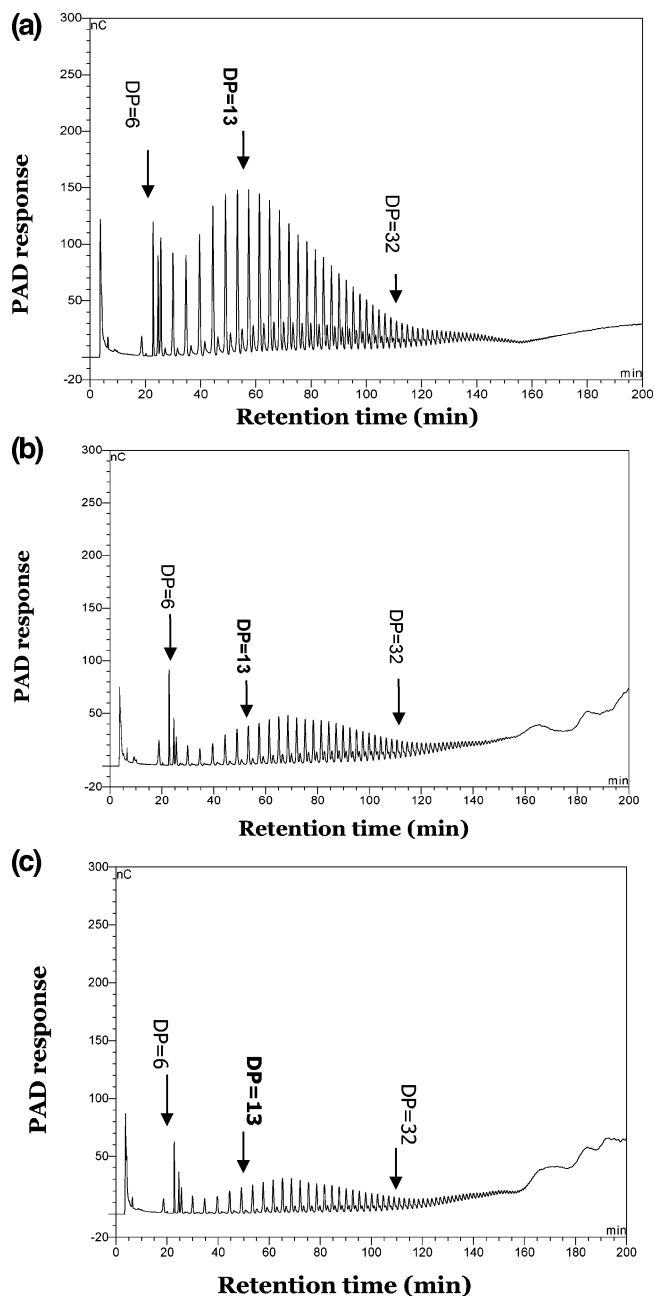 (a)
300
nC
250
200
150
100
50
-20
PAD response
DP=6
DP=13
DP=32
min
0 20 40 60 80 100 120 140 160 180 200
Retention time (min)
(b)
300
nC
250
200
150
100
50
-20
PAD response
DP=6
DP=13
DP=32
min
0 20 40 60 80 100 120 140 160 180 200
Retention time (min)
(c)
300
nC
250
200
150
100
50
-20
PAD response
DP=6
DP=13
DP=32
min
0 20 40 60 80 100 120 140 160 180 200
Retention time (min)